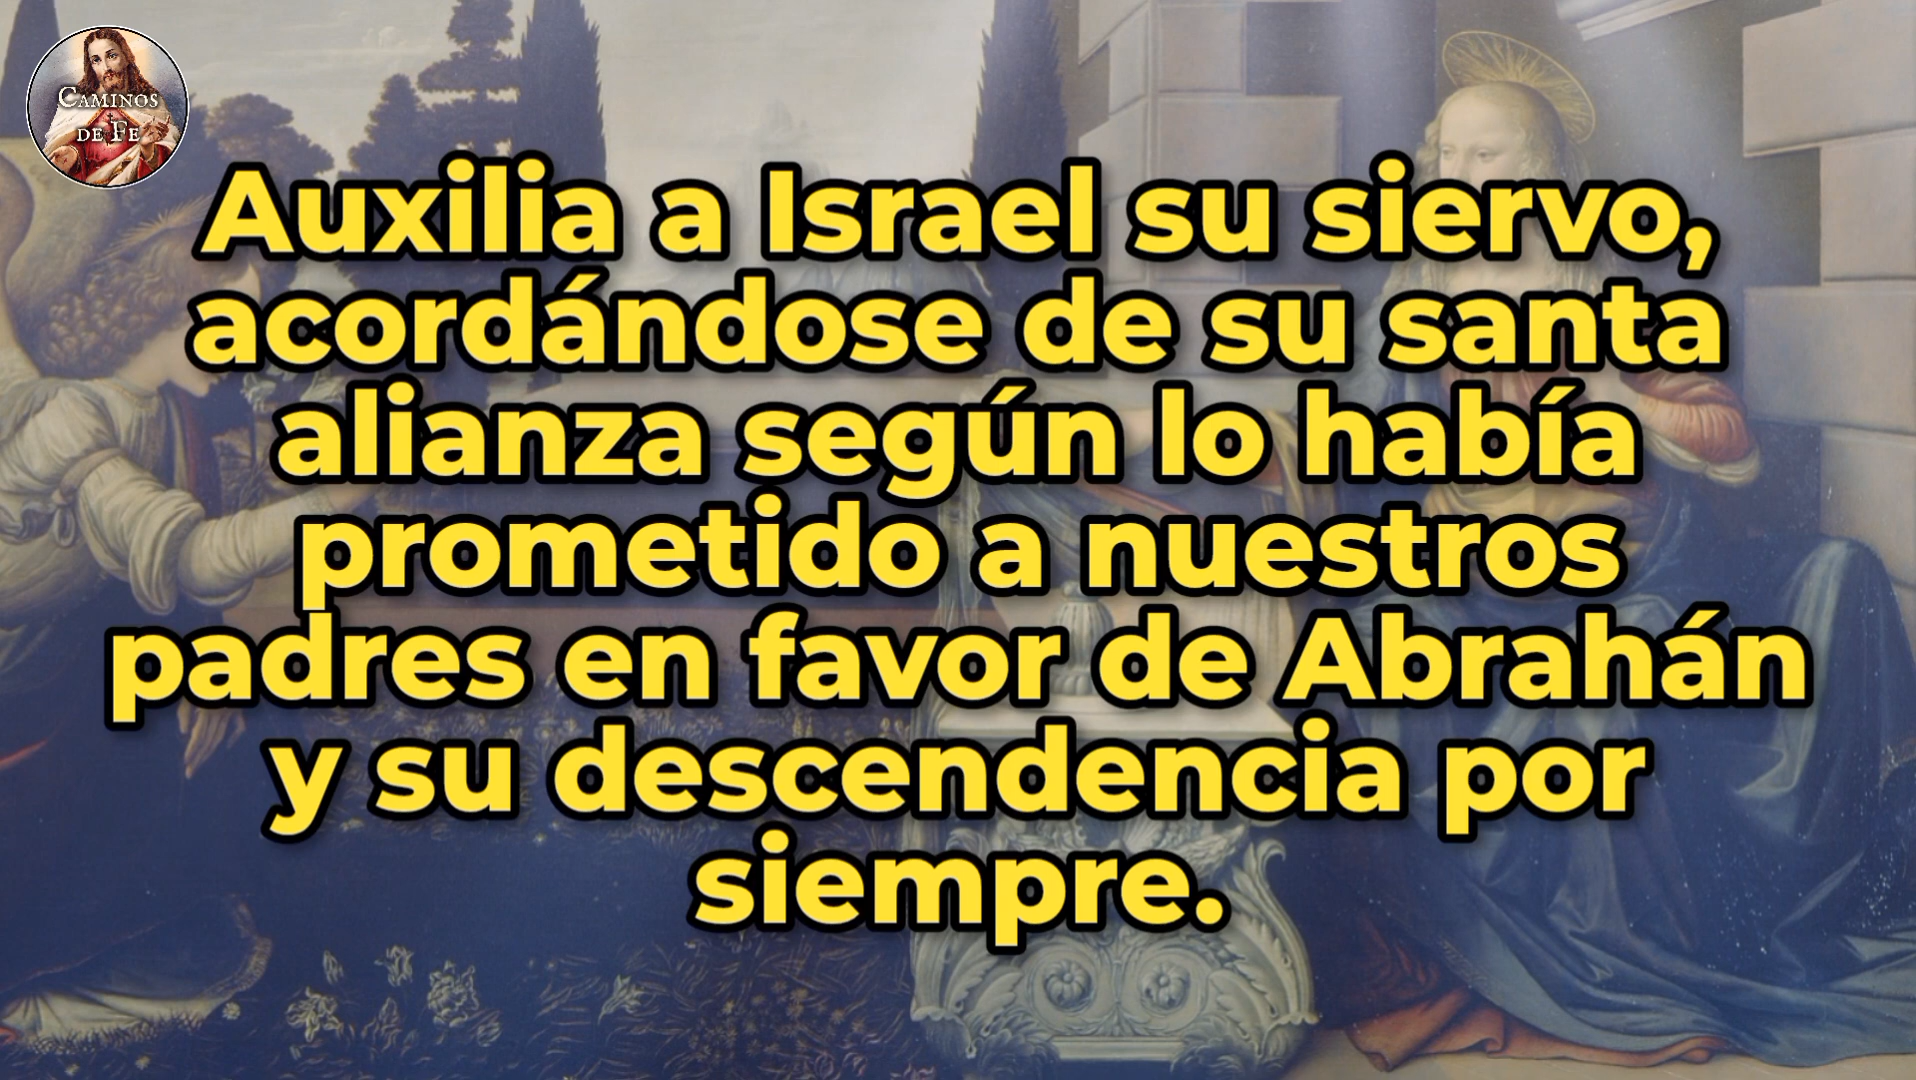 CAMINOS
DE FE
Auxilia a Israel su siervo,
acordándose de su santa
alianza según lo había
prometido a nuestros
padres en favor de Abrahán
y su descendencia por
siempre.